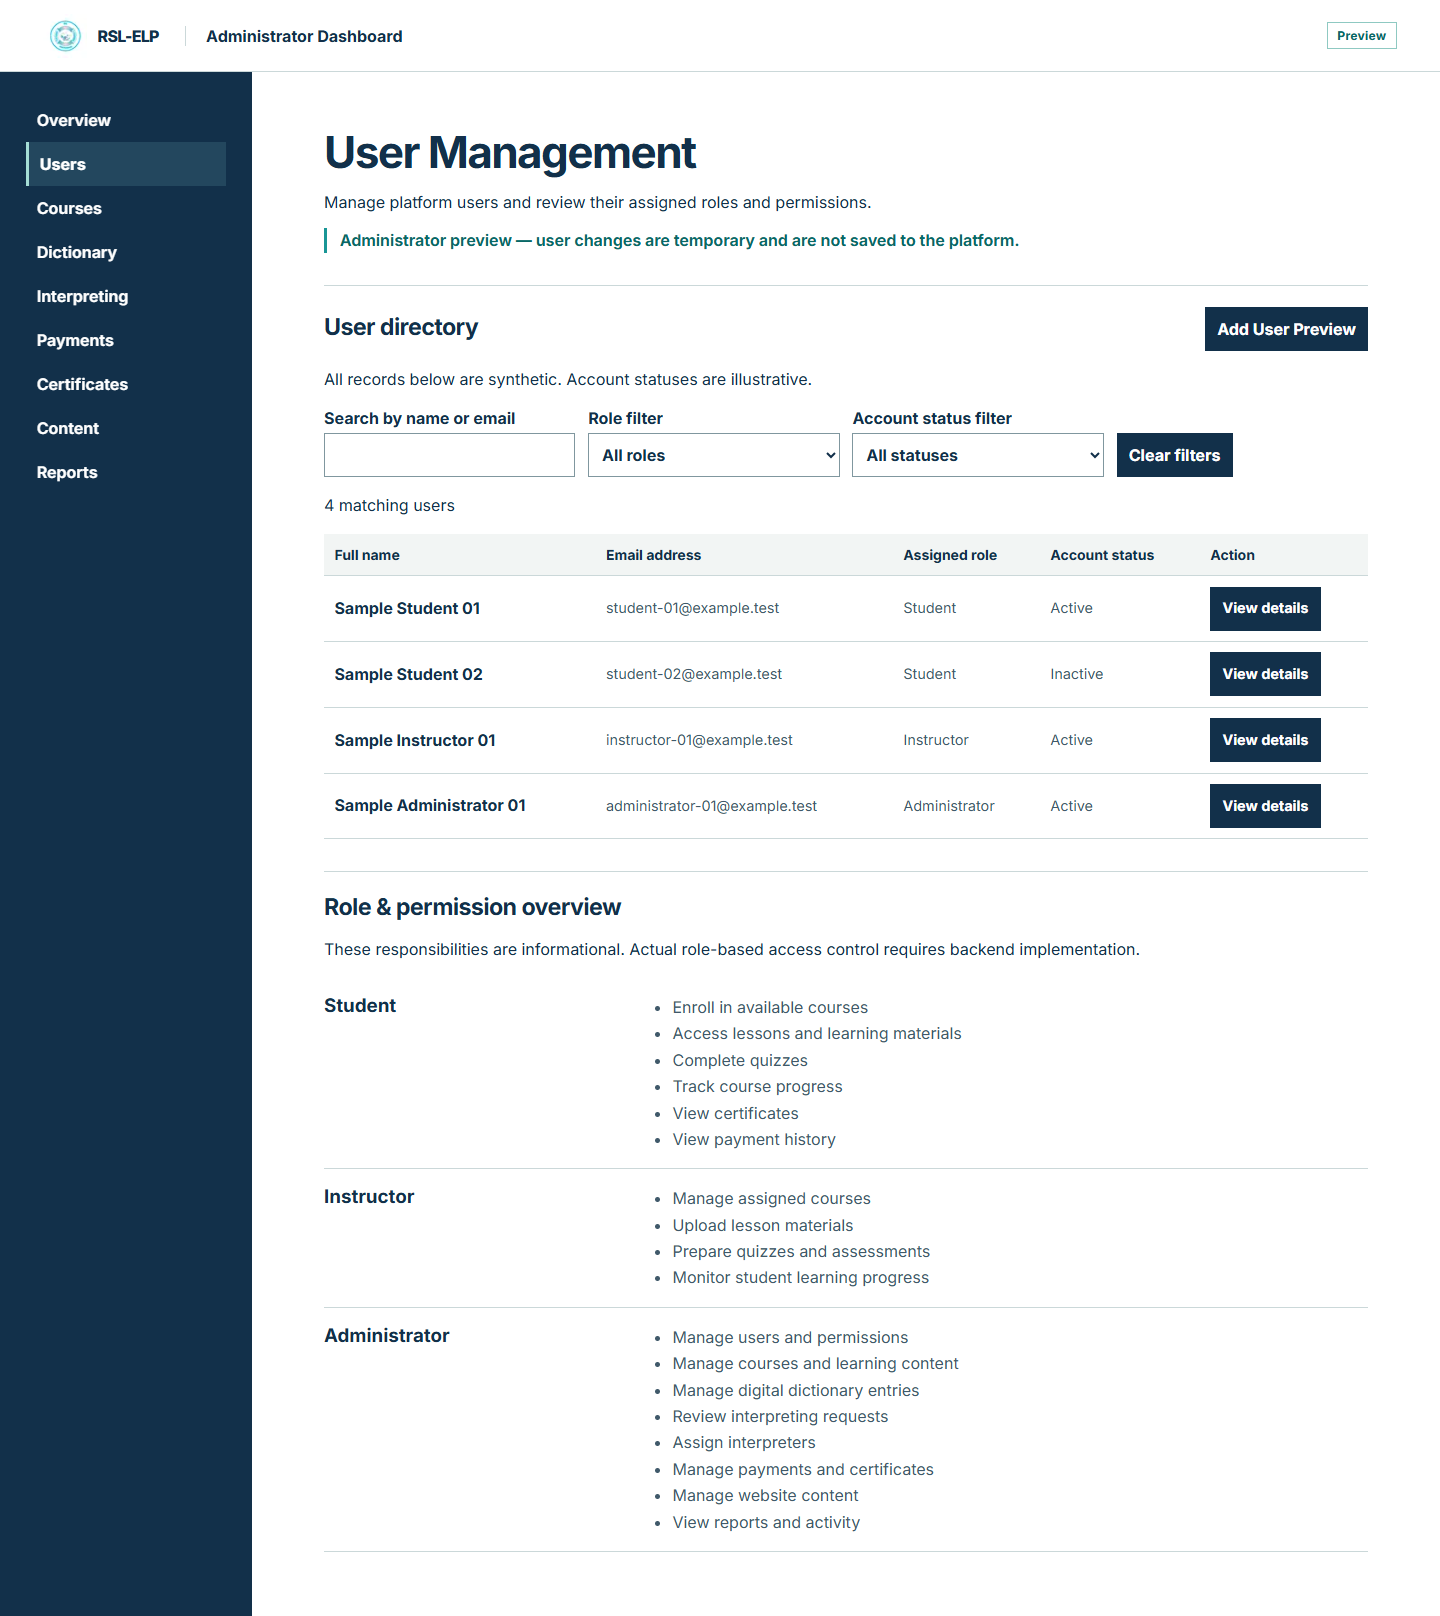 RSL-ELP
Administrator Dashboard
Preview
Overview
Users
Courses
Dictionary
Interpreting
Payments
Certificates
Content
Reports
User Management
Manage platform users and review their assigned roles and permissions.
Administrator preview — user changes are temporary and are not saved to the platform.
User directory
Add User Preview
All records below are synthetic. Account statuses are illustrative.
Search by name or email
Role filter
Account status filter
All roles
All statuses
Clear filters
4 matching users
Full name Email address Assigned role Account status Action
Sample Student 01 student-01@example.test Student Active View details
Sample Student 02 student-02@example.test Student Inactive View details
Sample Instructor 01 instructor-01@example.test Instructor Active View details
Sample Administrator 01 administrator-01@example.test Administrator Active View details
Role & permission overview
These responsibilities are informational. Actual role-based access control requires backend implementation.
Student
• Enroll in available courses
• Access lessons and learning materials
• Complete quizzes
• Track course progress
• View certificates
• View payment history
Instructor
• Manage assigned courses
• Upload lesson materials
• Prepare quizzes and assessments
• Monitor student learning progress
Administrator
• Manage users and permissions
• Manage courses and learning content
• Manage digital dictionary entries
• Review interpreting requests
• Assign interpreters
• Manage payments and certificates
• Manage website content
• View reports and activity